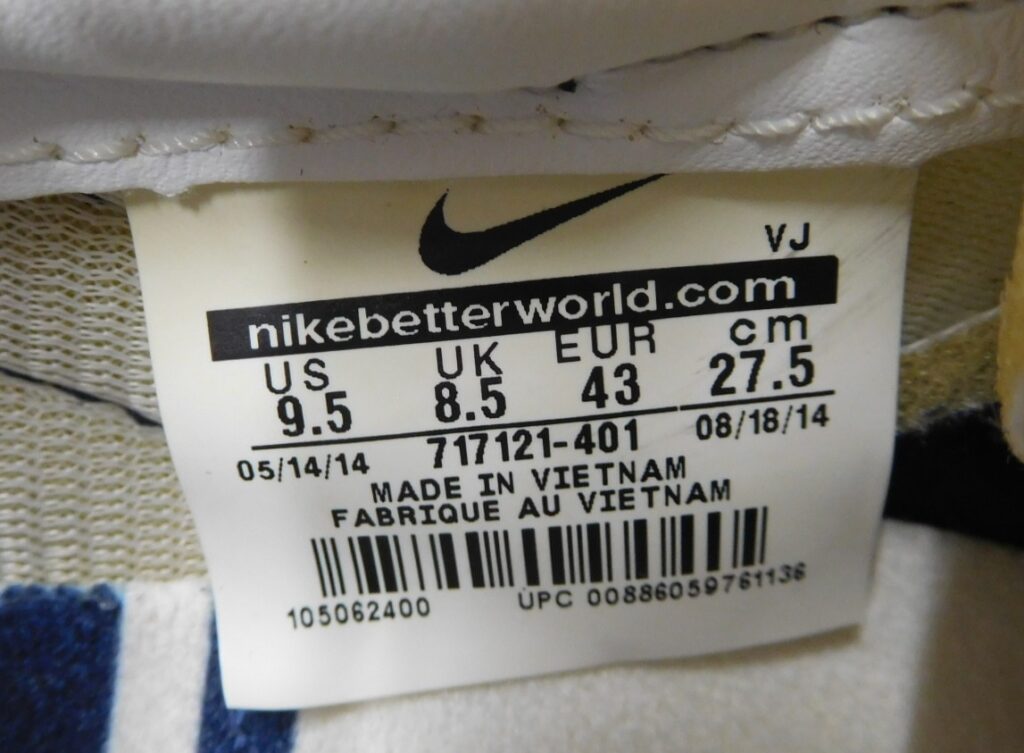 VJ
nikebetterworld.com
US UK EUR cm
9.5 8.5 43 27.5
05/14/14 717121-401 08/18/14
MADE IN VIETNAM
FABRIQUE AU VIETNAM
105062400 UPC 00886059761136